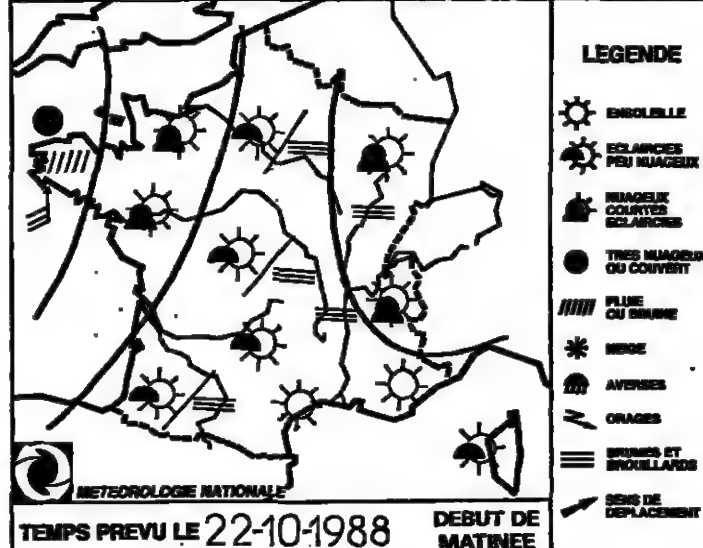 LEGENDE
ENSOLEILLE
ECLAIRCIES
PEU NUAGEUX
NUAGEUX
COURTES
ECLAIRCIES
TRES NUAGEUX
OU COUVERT
PLUIE
OU BRUINE
NEIGE
AVERSES
ORAGES
BRUMES ET
BROUILLARDS
SENS DE
DEPLACEMENT
METEOROLOGIE NATIONALE
TEMPS PREVU LE 22-10-1988 DEBUT DE
MATINEE